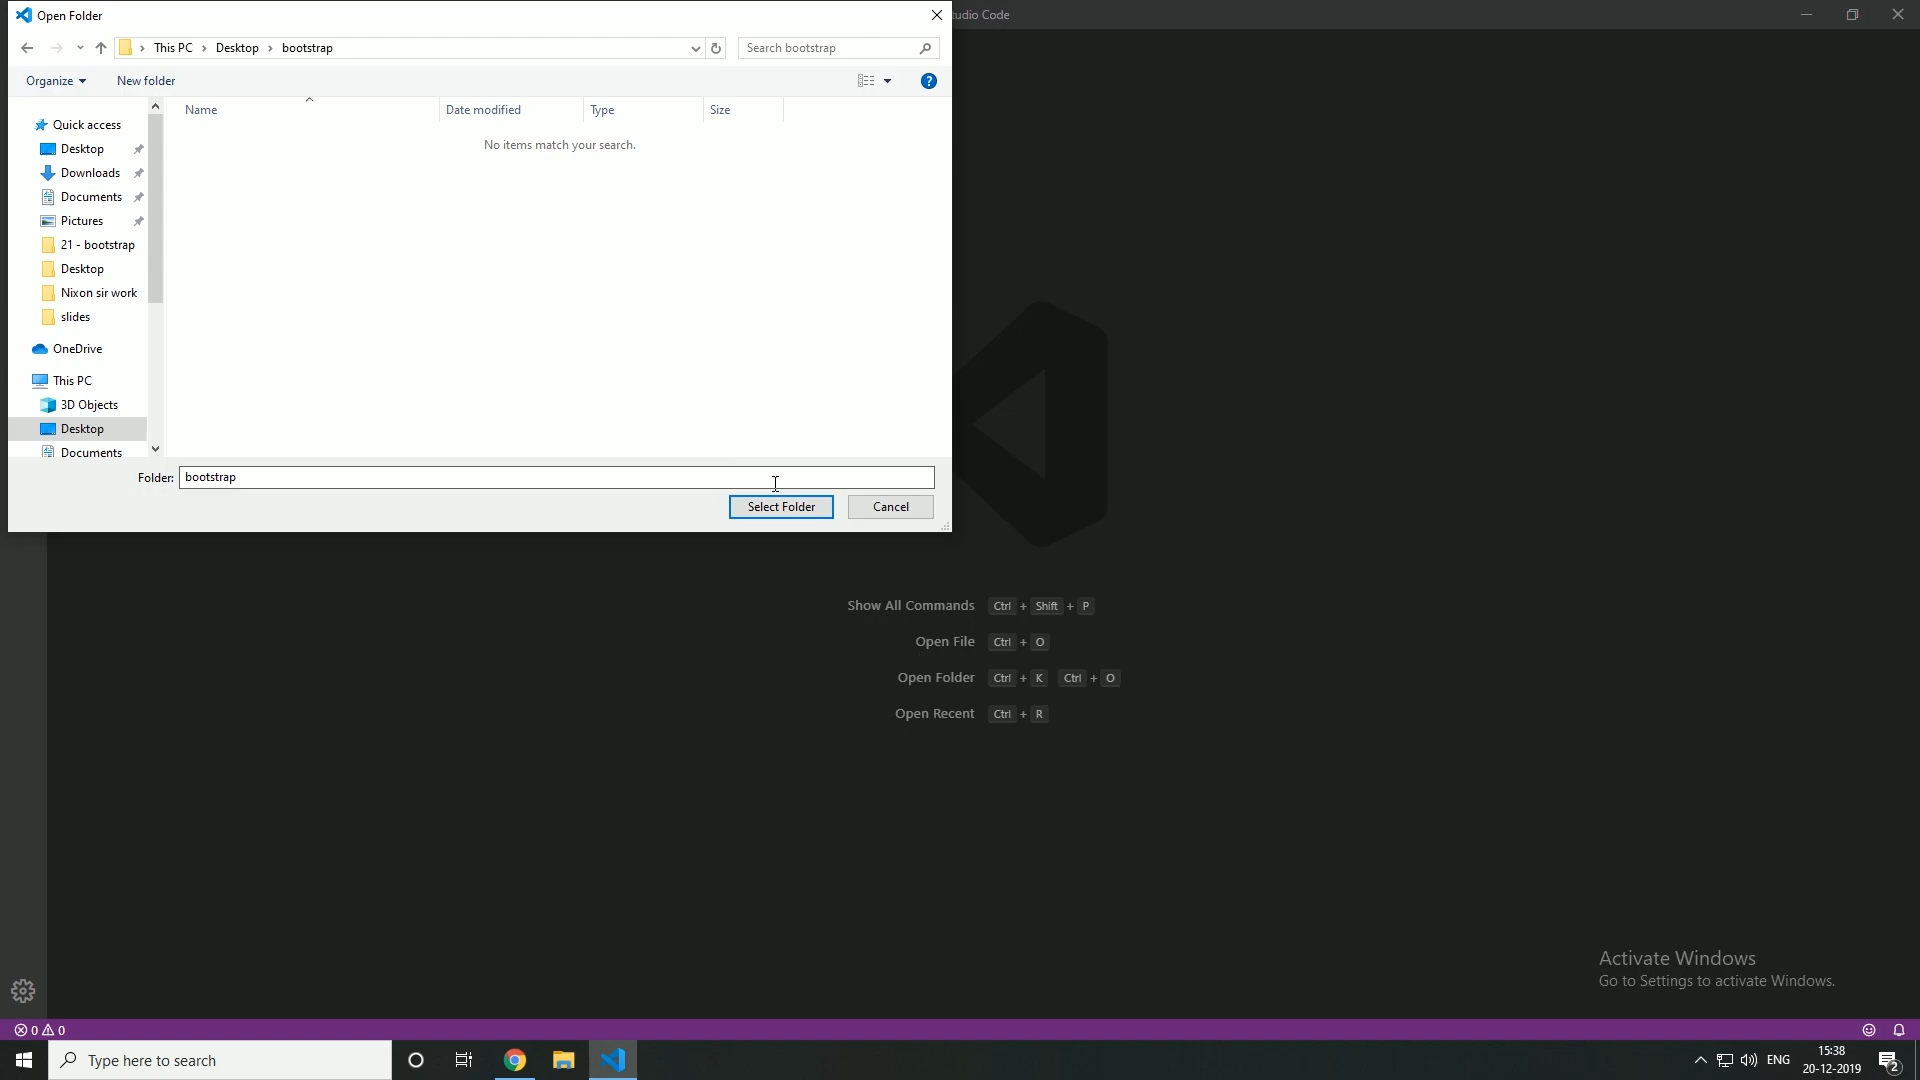 Open Folder
tudio Code
This PC
Desktop
bootstrap
Search bootstrap
Organize
New folder
?
Name
Date modified
Type
Size
No items match your search.
Quick access
Desktop
Downloads
Documents
Pictures
21 - bootstrap
Desktop
Nixon sir work
slides
OneDrive
This PC
3D Objects
Desktop
Documents
Folder: bootstrap
Select Folder
Cancel
Show All Commands Ctrl + Shift + P
Open File Ctrl + O
Open Folder Ctrl + K Ctrl + O
Open Recent Ctrl + R
Activate Windows
Go to Settings to activate Windows.
0 0
Type here to search
ENG
15:38
20-12-2019
2